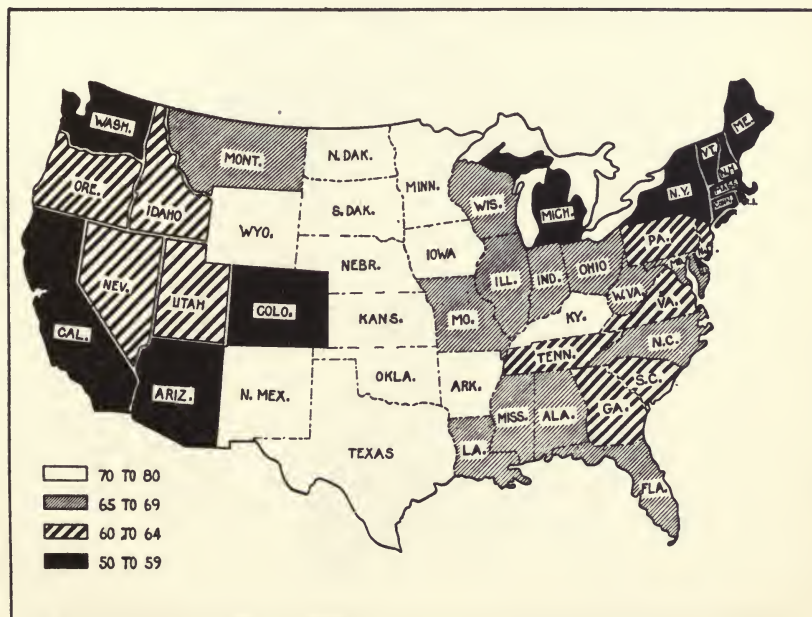 WASH.
ORE.
IDAHO
MONT.
N. DAK.
S. DAK.
WYO.
MINN.
WIS.
MICH.
N.Y.
V.T.
N.H.
MASS
CONN.
ME.
NEV.
UTAH
COLO.
NEBR.
IOWA
KANS.
ILL.
IND.
OHIO
PA.
W.VA.
VA.
CAL.
ARIZ.
N. MEX.
OKLA.
TEXAS
MO.
KY.
TENN.
N.C.
S.C.
ARK.
MISS.
ALA.
GA.
LA.
FLA.
70 TO 80
65 TO 69
60 TO 64
50 TO 59